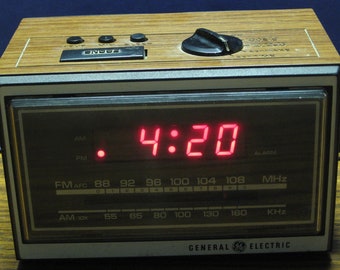 4:20
AM
PM
ALARM
FM AFC 88 92 96 100 104 108 MHz
AM 55 65 80 100 130 160 KHz
GENERAL GE ELECTRIC